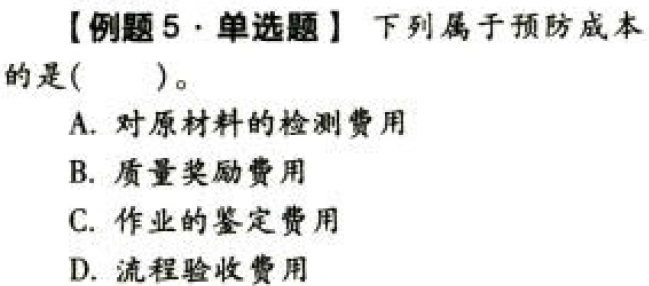 【例题5·单选题】 下列属于预防成本
的是(　　)。
A. 对原材料的检测费用
B. 质量奖励费用
C. 作业的鉴定费用
D. 流程验收费用